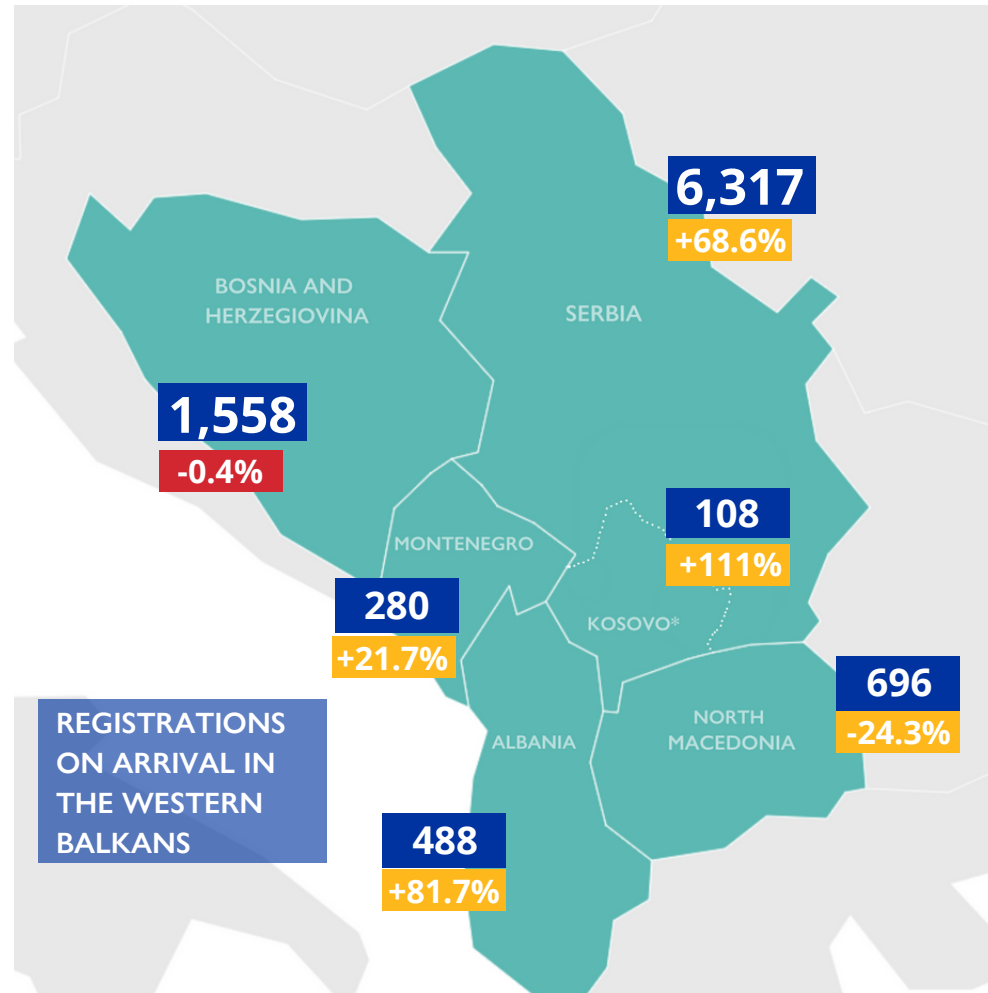 6,317
+68.6%
BOSNIA AND
HERZEGIOVINA
SERBIA
1,558
-0.4%
108
+111%
MONTENEGRO
280
+21.7%
KOSOVO*
696
-24.3%
REGISTRATIONS
ON ARRIVAL IN
THE WESTERN
BALKANS
ALBANIA
NORTH
MACEDONIA
488
+81.7%